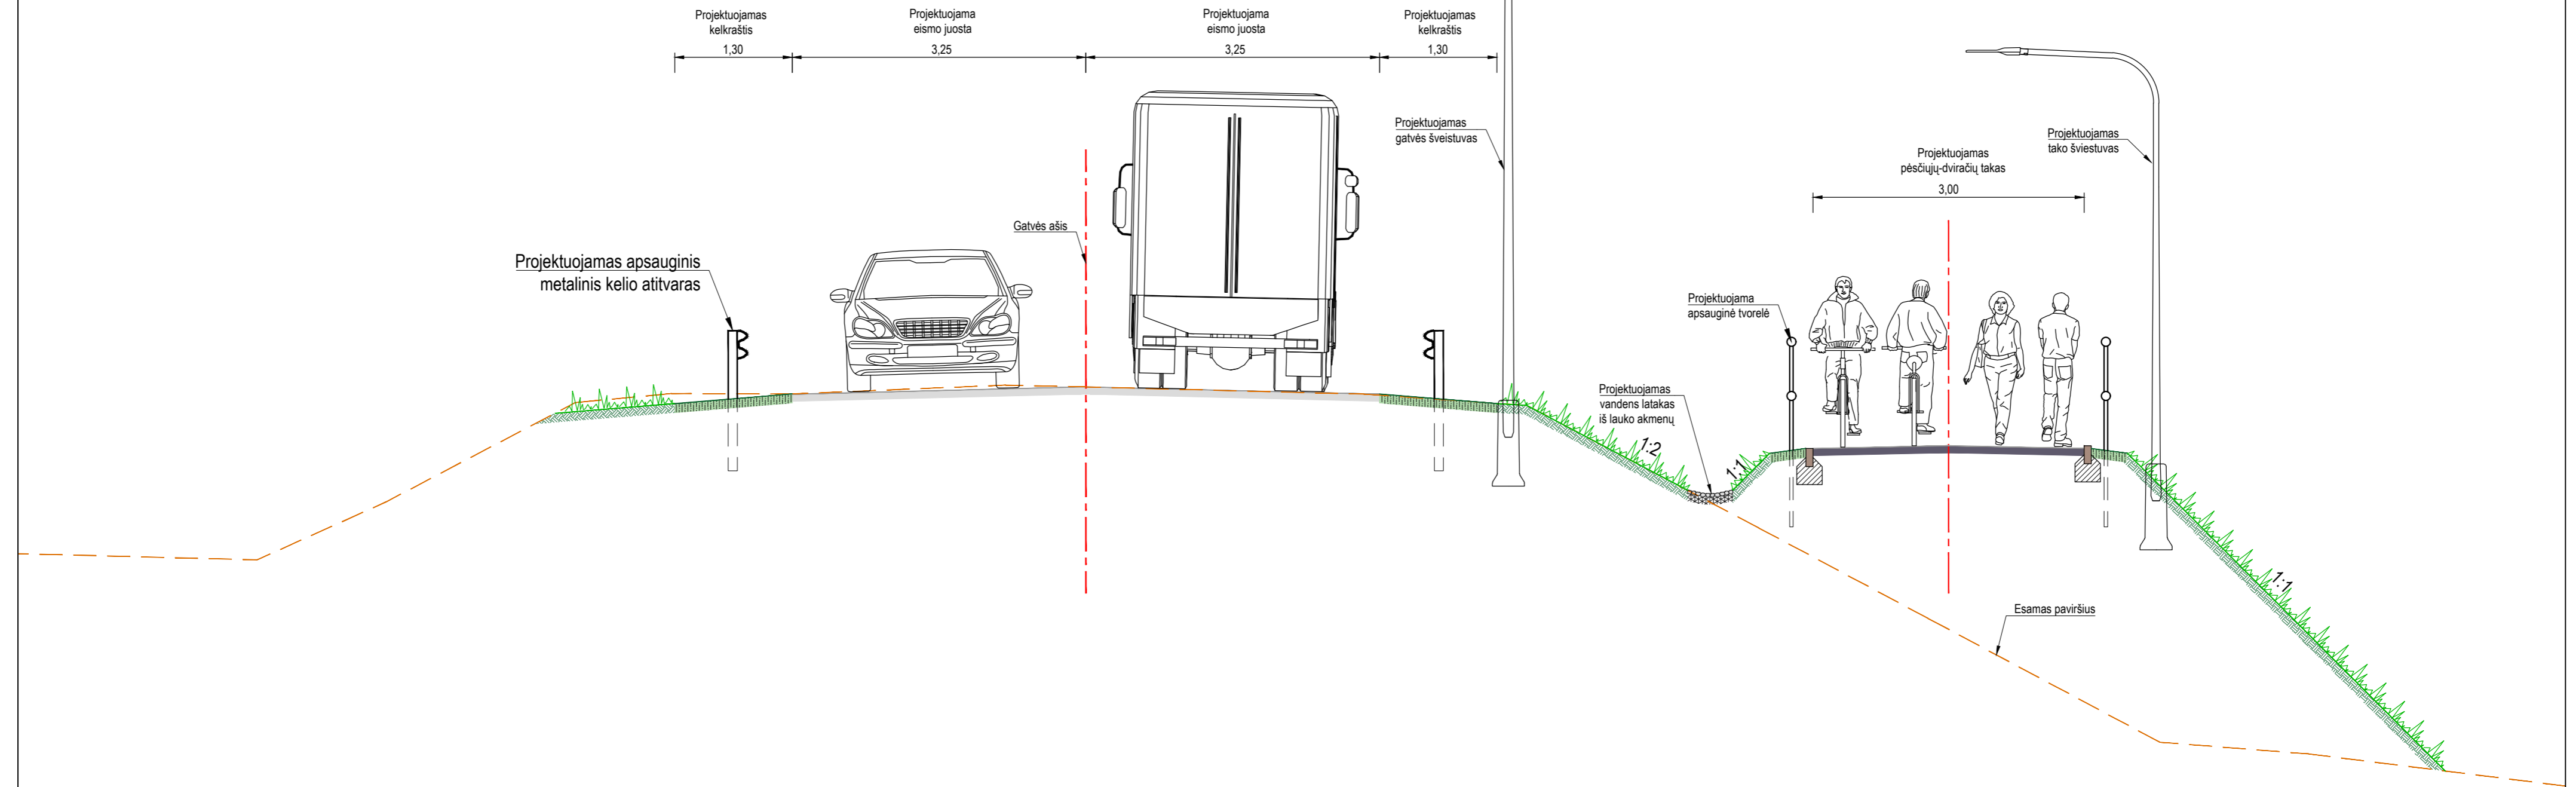 Projektuojamas
kelkraštis
1,30
Projektuojama
eismo juosta
3,25
Projektuojama
eismo juosta
3,25
Projektuojamas
kelkraštis
1,30
Projektuojamas
gatvės šveistuvas
Projektuojamas
tako šviestuvas
Projektuojamas
pėsčiųjų-dviračių takas
3,00
Gatvės ašis
Projektuojamas apsauginis
metalinis kelio atitvaras
Projektuojama
apsauginė tvorelė
Projektuojamas
vandens latakas
iš lauko akmenų
1:2
1:1
1:1
Esamas paviršius